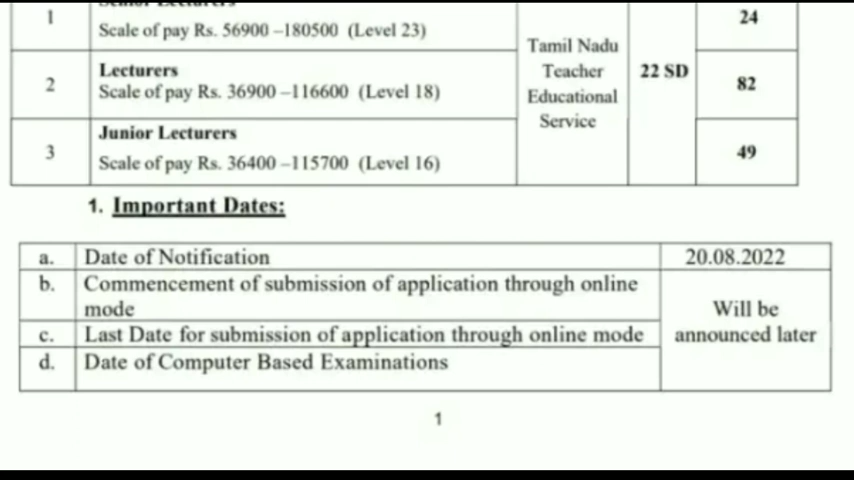 1
Senior Lecturers
Scale of pay Rs. 56900 –180500 (Level 23)
24
2
Lecturers
Scale of pay Rs. 36900 –116600 (Level 18)
Tamil Nadu
Teacher
Educational
Service
22 SD
82
3
Junior Lecturers
Scale of pay Rs. 36400 –115700 (Level 16)
49
1. Important Dates:
a. Date of Notification 20.08.2022
b. Commencement of submission of application through online
mode
c. Last Date for submission of application through online mode
d. Date of Computer Based Examinations
Will be
announced later
1